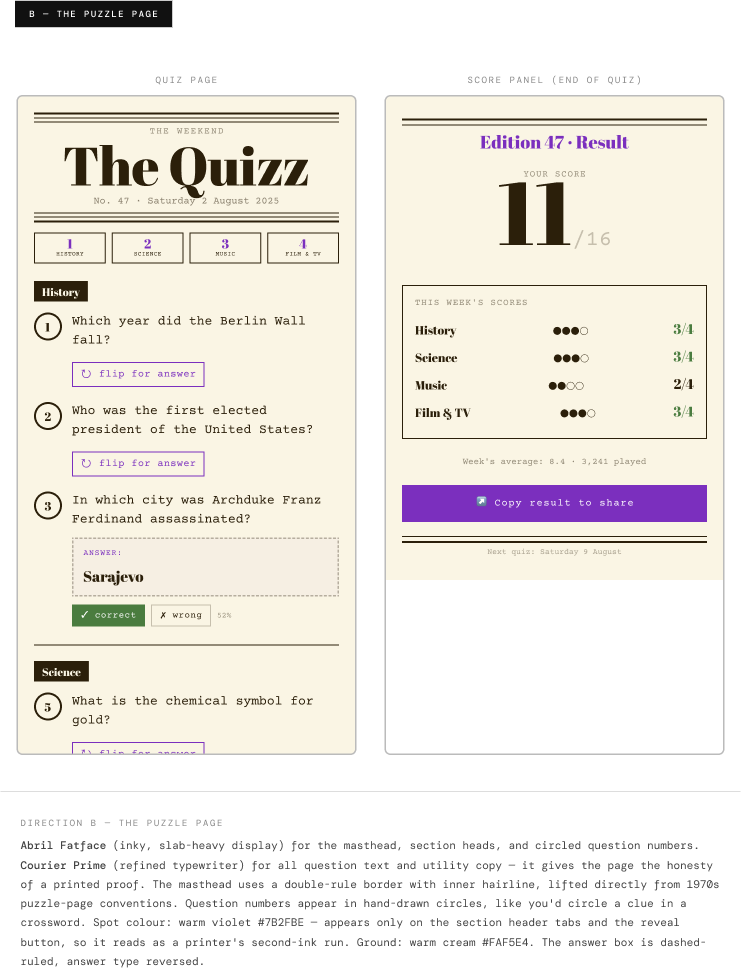 B — THE PUZZLE PAGE
QUIZ PAGE
THE WEEKEND
The Quizz
No. 47 · Saturday 2 August 2025
1
HISTORY
2
SCIENCE
3
MUSIC
4
FILM & TV
History
1
Which year did the Berlin Wall
fall?
↻ flip for answer
2
Who was the first elected
president of the United States?
↻ flip for answer
3
In which city was Archduke Franz
Ferdinand assassinated?
ANSWER:
Sarajevo
✓ correct
✗ wrong
52%
Science
5
What is the chemical symbol for
gold?
↻ flip for answer
SCORE PANEL (END OF QUIZ)
Edition 47 · Result
YOUR SCORE
11/16
THIS WEEK'S SCORES
History ●●●○ 3/4
Science ●●●○ 3/4
Music ●●○○ 2/4
Film & TV ●●●○ 3/4
Week's average: 8.4 · 3,241 played
↗ Copy result to share
Next quiz: Saturday 9 August
DIRECTION B — THE PUZZLE PAGE
Abril Fatface (inky, slab-heavy display) for the masthead, section heads, and circled question numbers.
Courier Prime (refined typewriter) for all question text and utility copy — it gives the page the honesty
of a printed proof. The masthead uses a double-rule border with inner hairline, lifted directly from 1970s
puzzle-page conventions. Question numbers appear in hand-drawn circles, like you'd circle a clue in a
crossword. Spot colour: warm violet #7B2FBE — appears only on the section header tabs and the reveal
button, so it reads as a printer's second-ink run. Ground: warm cream #FAF5E4. The answer box is dashed-
ruled, answer type reversed.